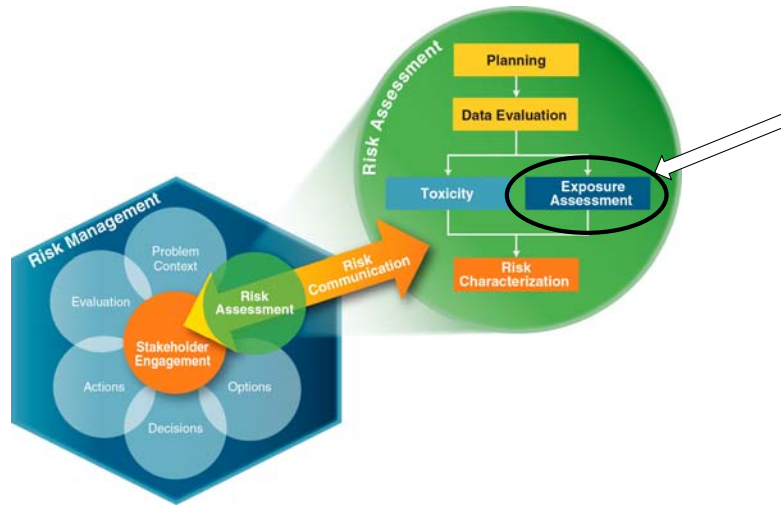 Risk Management
Problem
Context
Evaluation
Risk
Assessment
Stakeholder
Engagement
Actions
Options
Decisions
Risk
Communication
Risk Assessment
Planning
Data Evaluation
Toxicity
Exposure
Assessment
Risk
Characterization